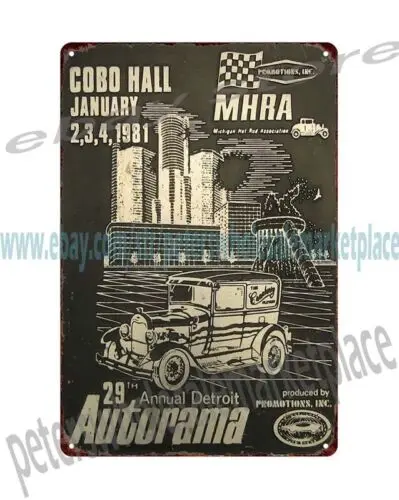 COBO HALL
JANUARY
2,3,4, 1981
PROMOTIONS, INC.
MHRA
Michigan Hot Rod Association
THE
29TH
Annual Detroit
Autorama
produced by
PROMOTIONS, INC.